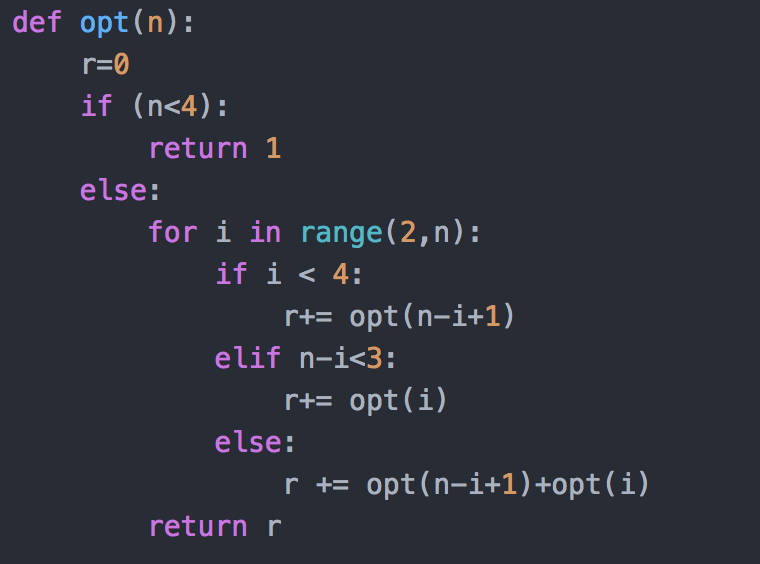 def opt(n):
    r=0
    if (n<4):
        return 1
    else:
        for i in range(2,n):
            if i < 4:
                r+= opt(n-i+1)
            elif n-i<3:
                r+= opt(i)
            else:
                r += opt(n-i+1)+opt(i)
        return r